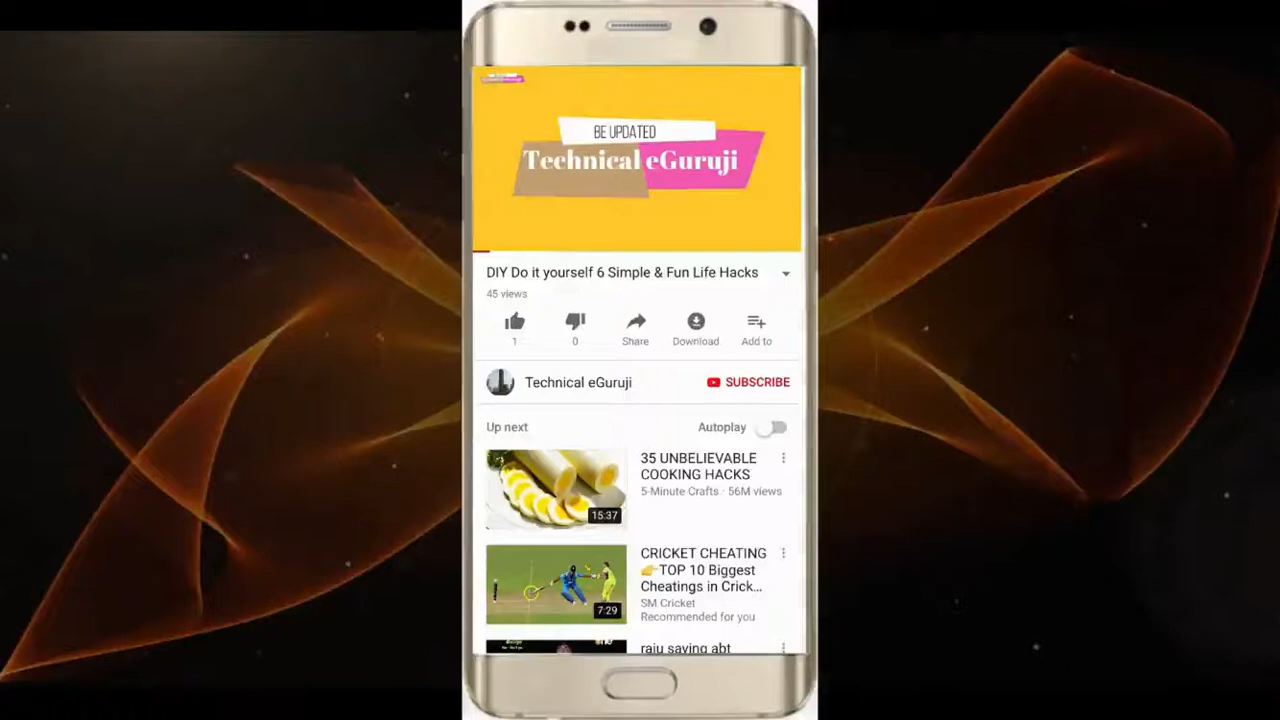 BE UPDATED
Technical eGuruji
DIY Do it yourself 6 Simple & Fun Life Hacks
45 views
1
0
Share
Download
Add to
Technical eGuruji
SUBSCRIBE
Up next
Autoplay
35 UNBELIEVABLE
COOKING HACKS
5-Minute Crafts · 56M views
15:37
CRICKET CHEATING
👉TOP 10 Biggest
Cheatings in Crick...
SM Cricket
Recommended for you
7:29
raju saying abt